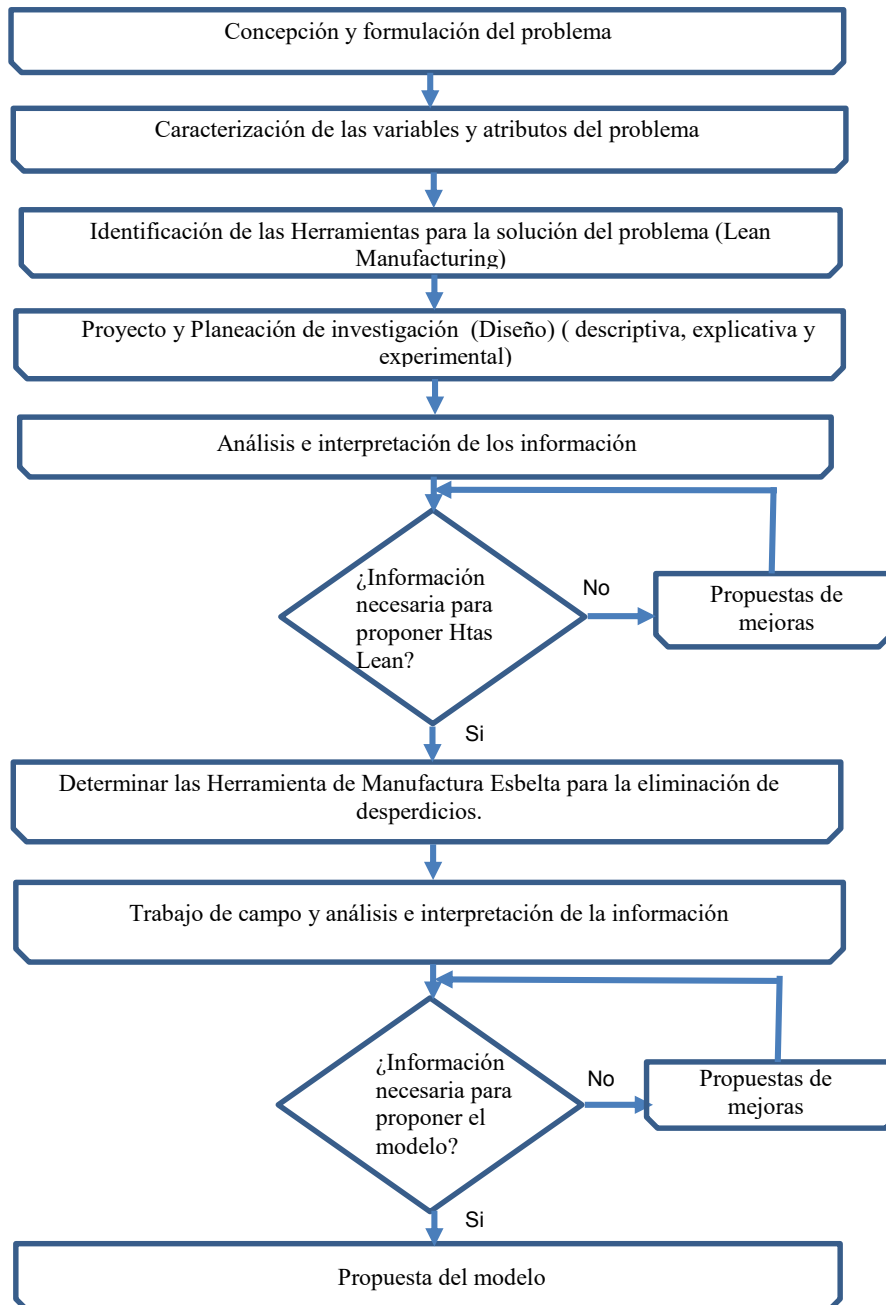 Concepción y formulación del problema
Caracterización de las variables y atributos del problema
Identificación de las Herramientas para la solución del problema (Lean
Manufacturing)
Proyecto y Planeación de investigación  (Diseño) ( descriptiva, explicativa y
experimental)
Análisis e interpretación de los información
¿Información
necesaria para
proponer Htas
Lean?
No
Propuestas de
mejoras
Si
Determinar las Herramienta de Manufactura Esbelta para la eliminación de
desperdicios.
Trabajo de campo y análisis e interpretación de la información
¿Información
necesaria para
proponer el
modelo?
No
Propuestas de
mejoras
Si
Propuesta del modelo